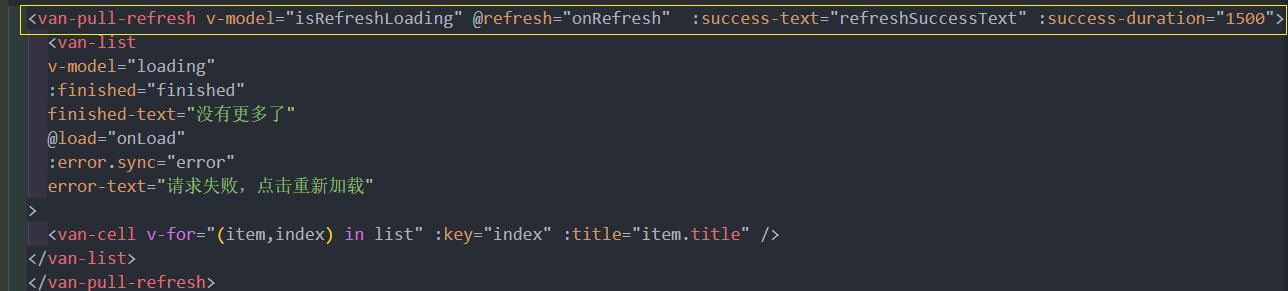 <van-pull-refresh v-model="isRefreshLoading" @refresh="onRefresh"  :success-text="refreshSuccessText" :success-duration="1500">
<van-list
v-model="loading"
:finished="finished"
finished-text="没有更多了"
@load="onLoad"
:error.sync="error"
error-text="请求失败，点击重新加载"
>
<van-cell v-for="(item,index) in list" :key="index" :title="item.title" />
</van-list>
</van-pull-refresh>